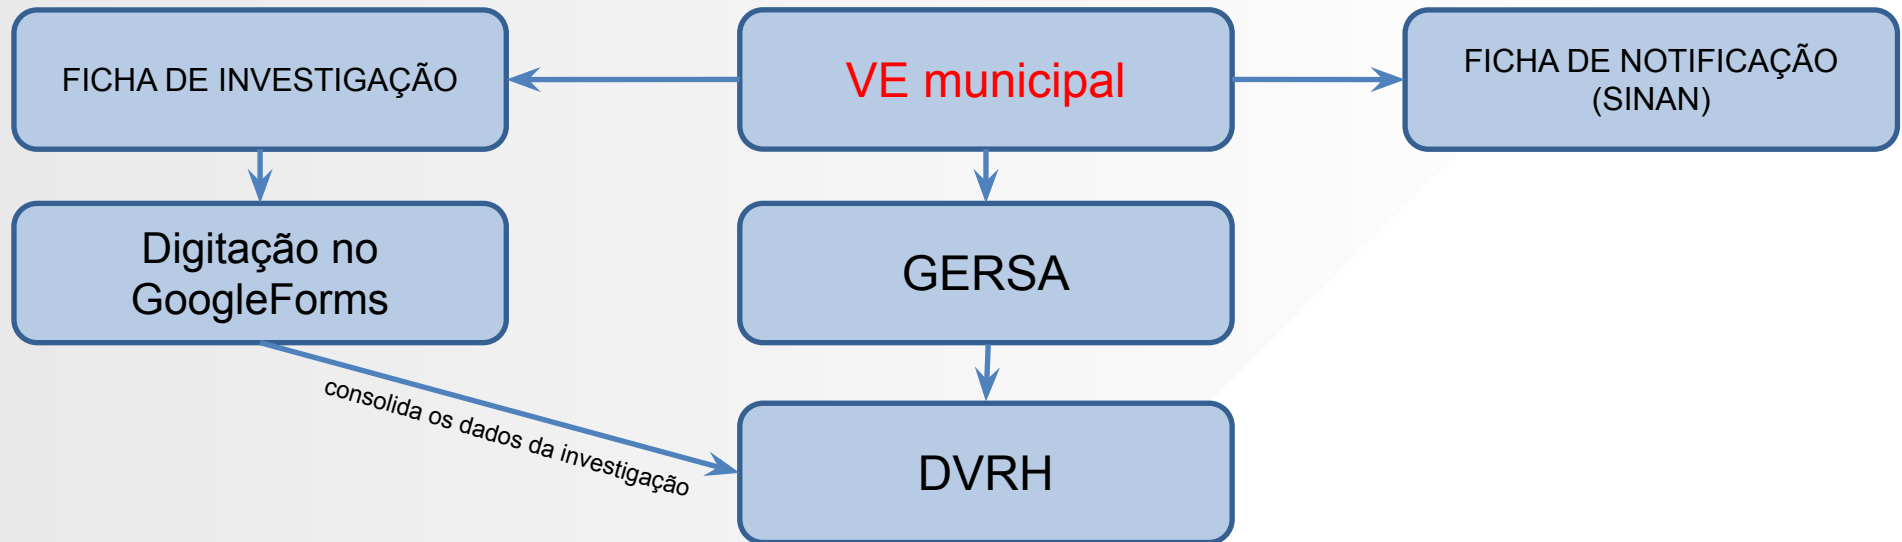 FICHA DE INVESTIGAÇÃO
VE municipal
FICHA DE NOTIFICAÇÃO
(SINAN)
Digitação no
GoogleForms
GERSA
consolida os dados da investigação
DVRH